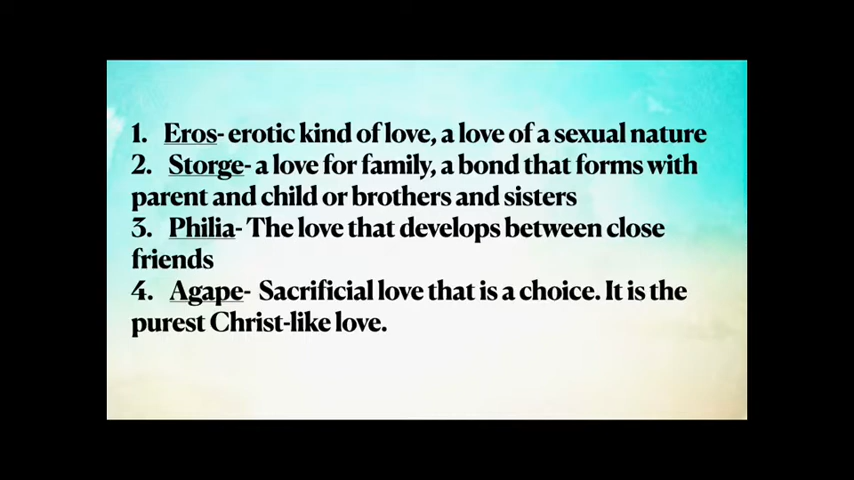 1. Eros- erotic kind of love, a love of a sexual nature
2. Storge- a love for family, a bond that forms with
parent and child or brothers and sisters
3. Philia- The love that develops between close
friends
4. Agape- Sacrificial love that is a choice. It is the
purest Christ-like love.